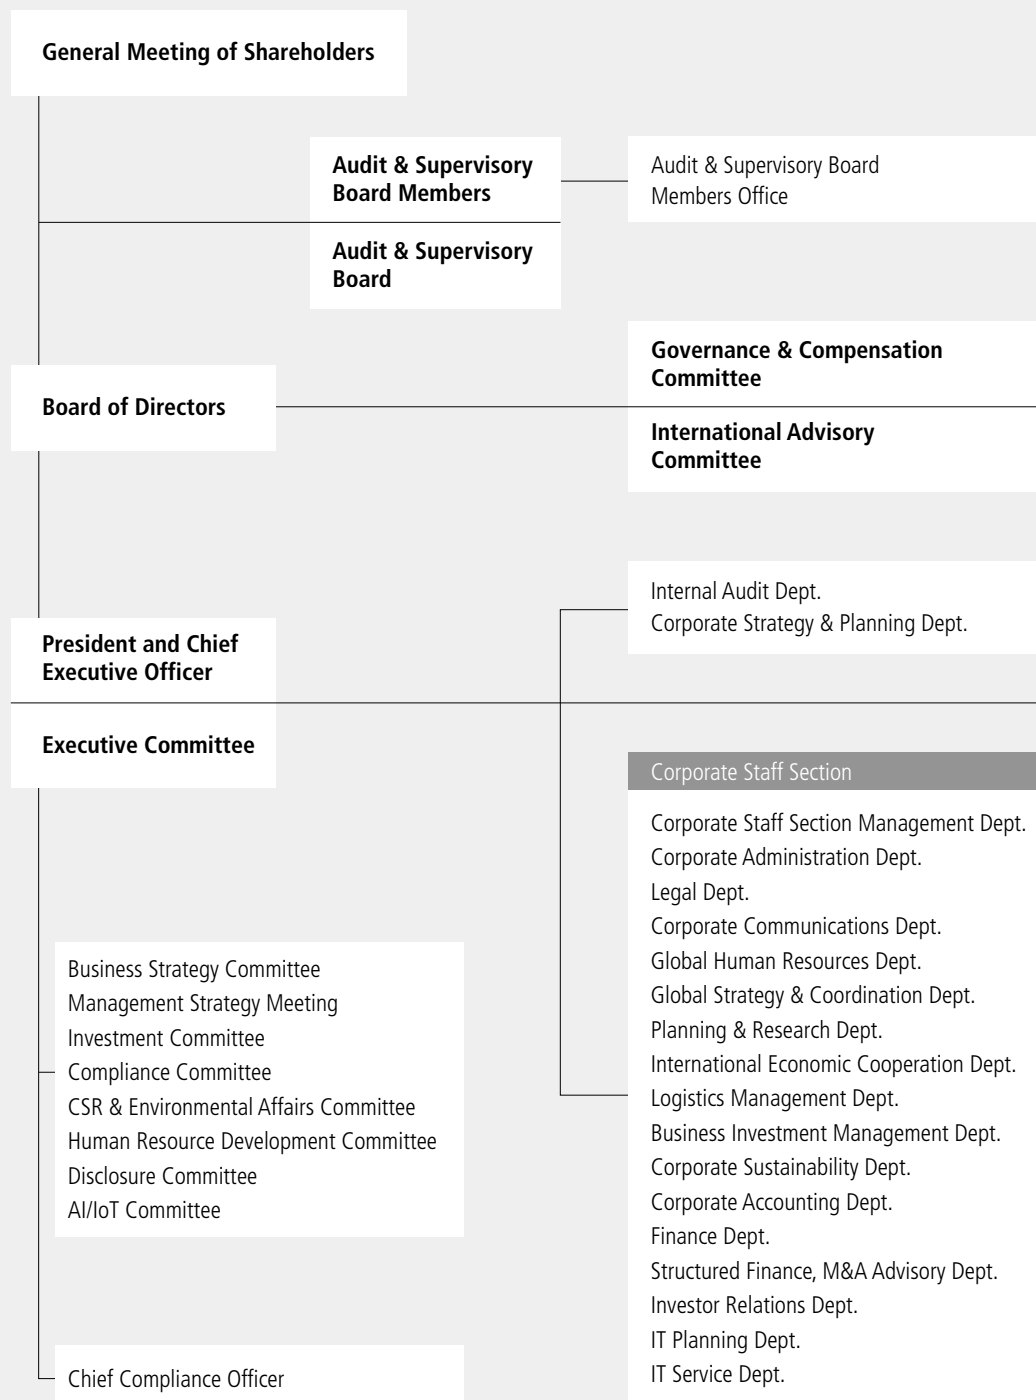 General Meeting of Shareholders
Audit & Supervisory
Board Members
Audit & Supervisory Board
Members Office
Audit & Supervisory
Board
Governance & Compensation
Committee
Board of Directors
International Advisory
Committee
Internal Audit Dept.
Corporate Strategy & Planning Dept.
President and Chief
Executive Officer
Executive Committee
Corporate Staff Section
Corporate Staff Section Management Dept.
Corporate Administration Dept.
Legal Dept.
Corporate Communications Dept.
Global Human Resources Dept.
Global Strategy & Coordination Dept.
Planning & Research Dept.
International Economic Cooperation Dept.
Logistics Management Dept.
Business Investment Management Dept.
Corporate Sustainability Dept.
Corporate Accounting Dept.
Finance Dept.
Structured Finance, M&A Advisory Dept.
Investor Relations Dept.
IT Planning Dept.
IT Service Dept.
Business Strategy Committee
Management Strategy Meeting
Investment Committee
Compliance Committee
CSR & Environmental Affairs Committee
Human Resource Development Committee
Disclosure Committee
AI/IoT Committee
Chief Compliance Officer